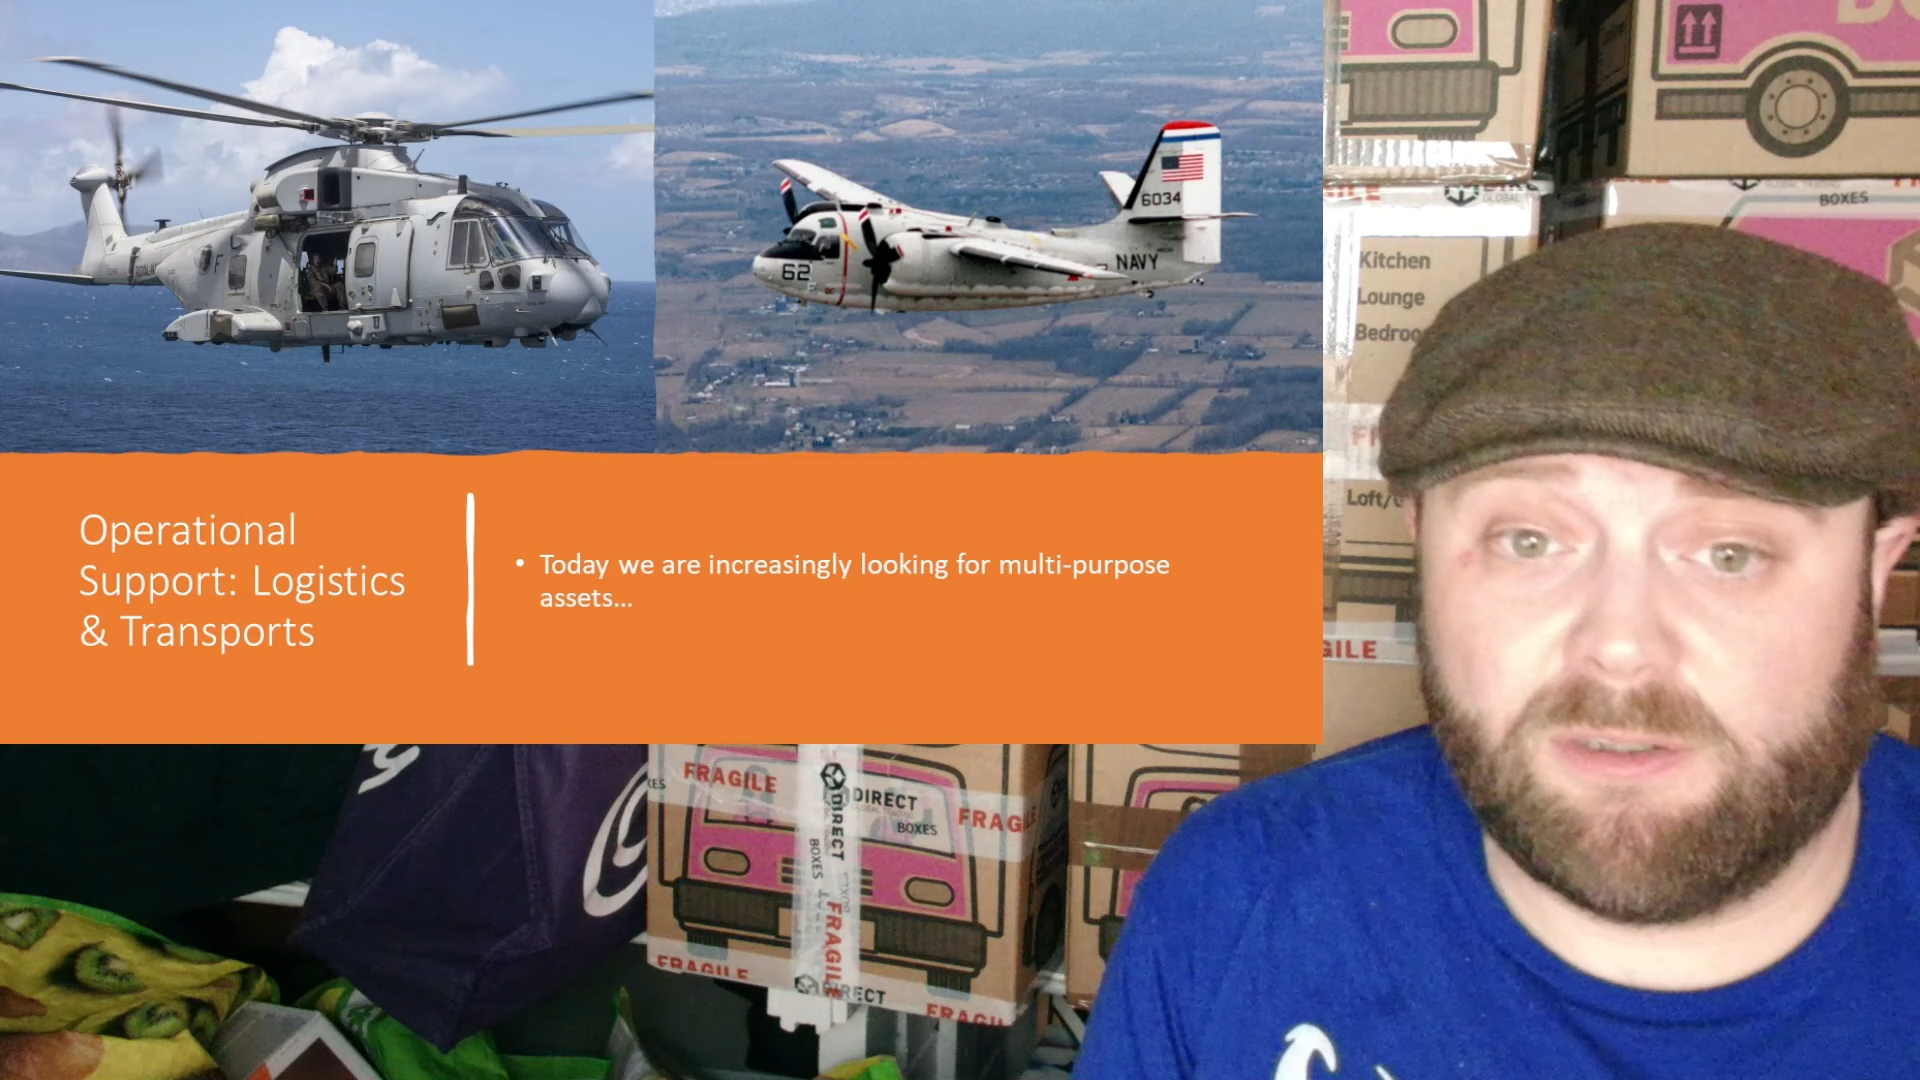 F
6034
62
NAVY
Operational
Support: Logistics
& Transports
• Today we are increasingly looking for multi-purpose
assets...
BOXES
Kitchen
Lounge
FRAGILE
DIRECT
BOXES
DIRECT
BOXES
FRAGILE
FRAGILE